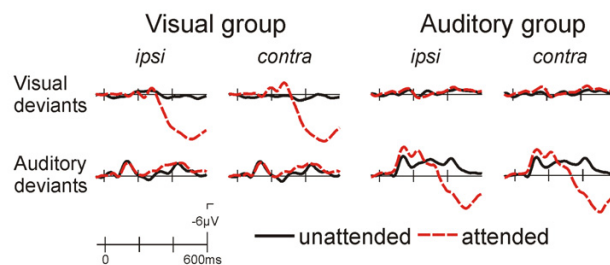 Visual group Auditory group
ipsi contra ipsi contra
Visual
deviants
Auditory
deviants
-6µV
unattended attended
0 600ms